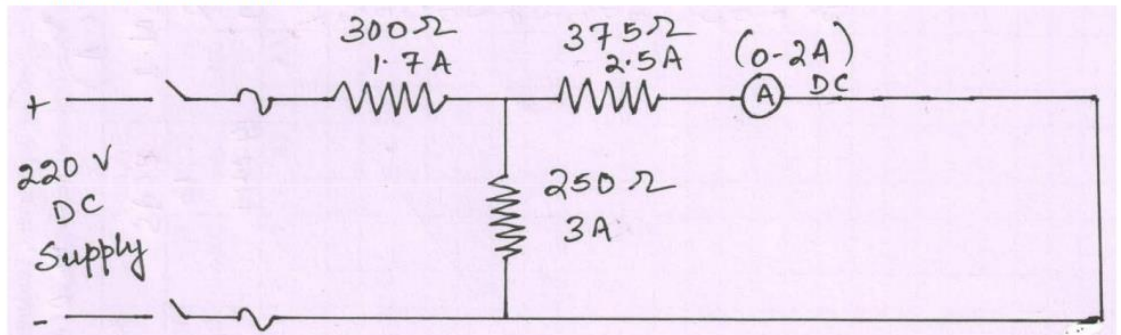 300Ω
1.7A
375Ω
2.5A
(0-2A)
A
DC
+
220 V
DC
Supply
-
250Ω
3A